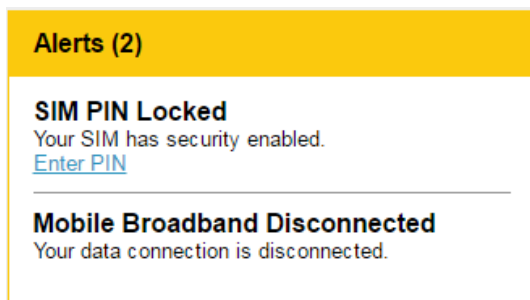 Alerts (2)
SIM PIN Locked
Your SIM has security enabled.
Enter PIN
Mobile Broadband Disconnected
Your data connection is disconnected.